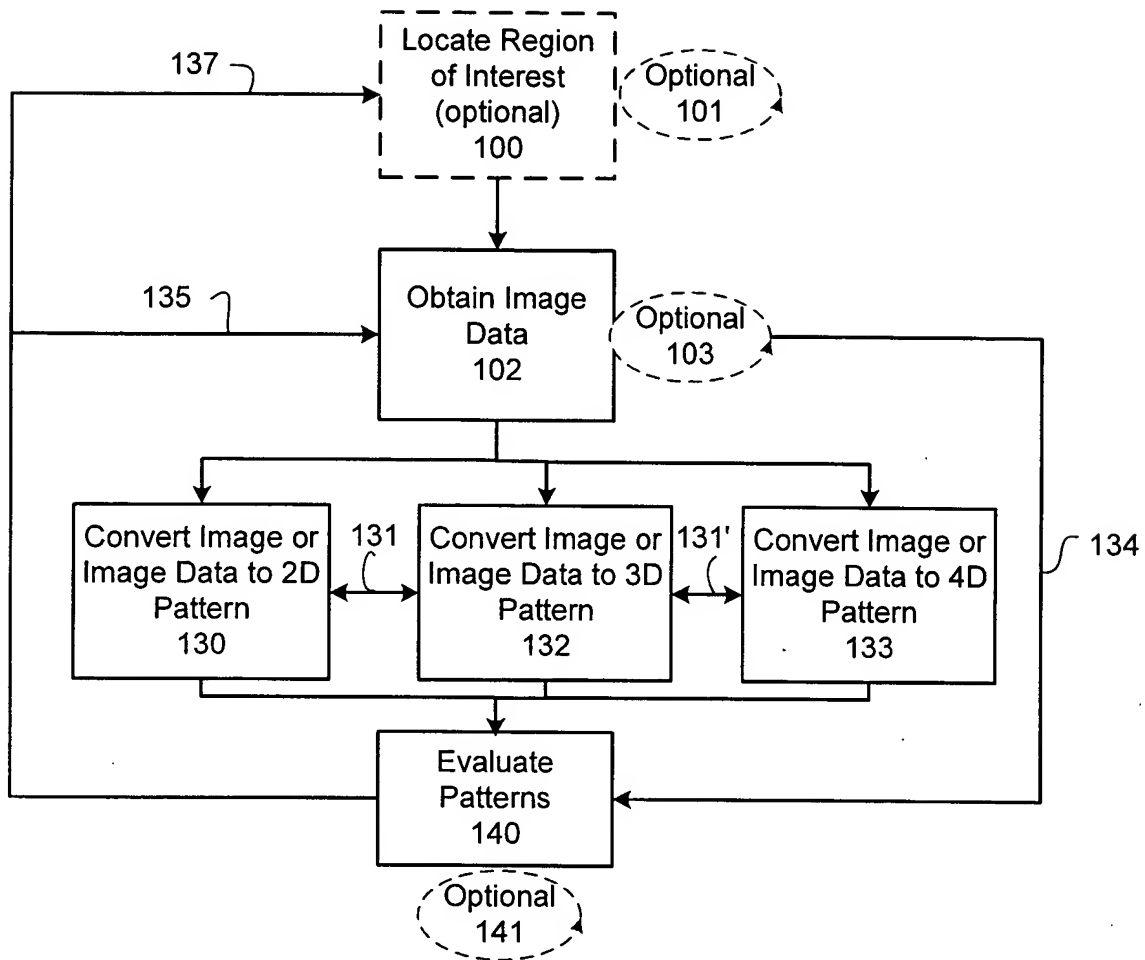 Locate Region
of Interest
(optional)
100
137
Optional
101
135
Obtain Image
Data
102
Optional
103
Convert Image or
Image Data to 2D
Pattern
130
131
Convert Image or
Image Data to 3D
Pattern
132
131'
Convert Image or
Image Data to 4D
Pattern
133
134
Evaluate
Patterns
140
Optional
141